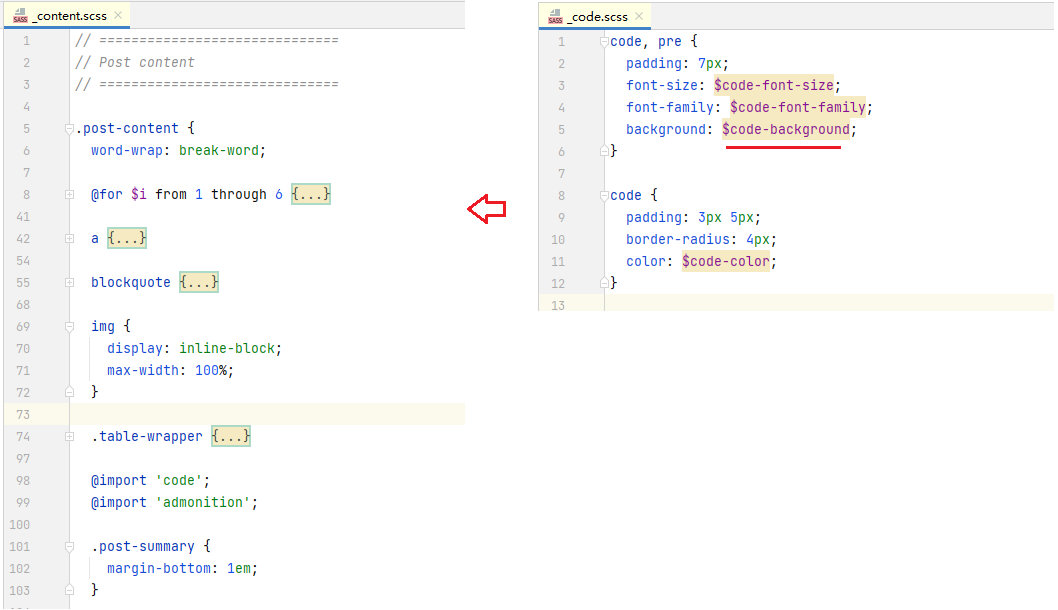 _content.scss
1 // ==============================
2 // Post content
3 // ==============================
4
5 .post-content {
6 word-wrap: break-word;
7
8 @for $i from 1 through 6 {...}
41
42 a {...}
54
55 blockquote {...}
68
69 img {
70 display: inline-block;
71 max-width: 100%;
72 }
73
74 .table-wrapper {...}
97
98 @import 'code';
99 @import 'admonition';
100
101 .post-summary {
102 margin-bottom: 1em;
103 }
_code.scss
1 code, pre {
2 padding: 7px;
3 font-size: $code-font-size;
4 font-family: $code-font-family;
5 background: $code-background;
6 }
7
8 code {
9 padding: 3px 5px;
10 border-radius: 4px;
11 color: $code-color;
12 }
13